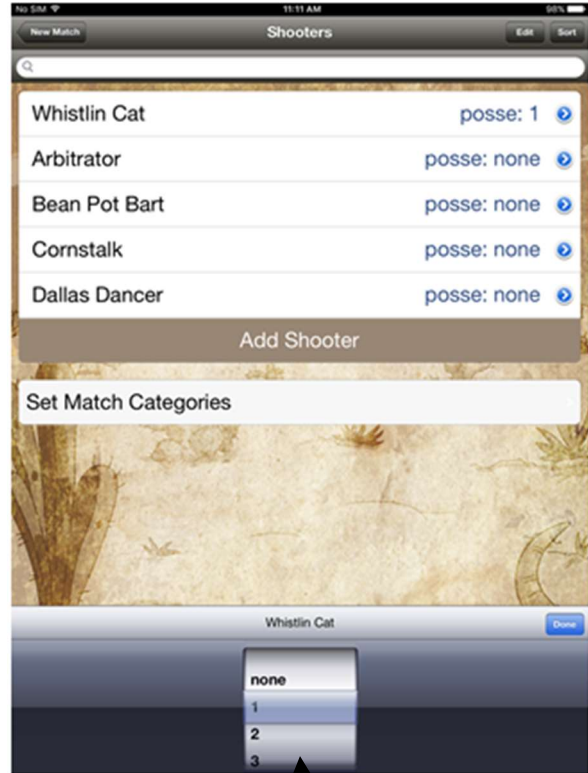 No SIM 11:11 AM 98%
New Match Shooters Edit Sort
Whistlin Cat posse: 1
Arbitrator posse: none
Bean Pot Bart posse: none
Cornstalk posse: none
Dallas Dancer posse: none
Add Shooter
Set Match Categories
Whistlin Cat Done
none
1
2
3